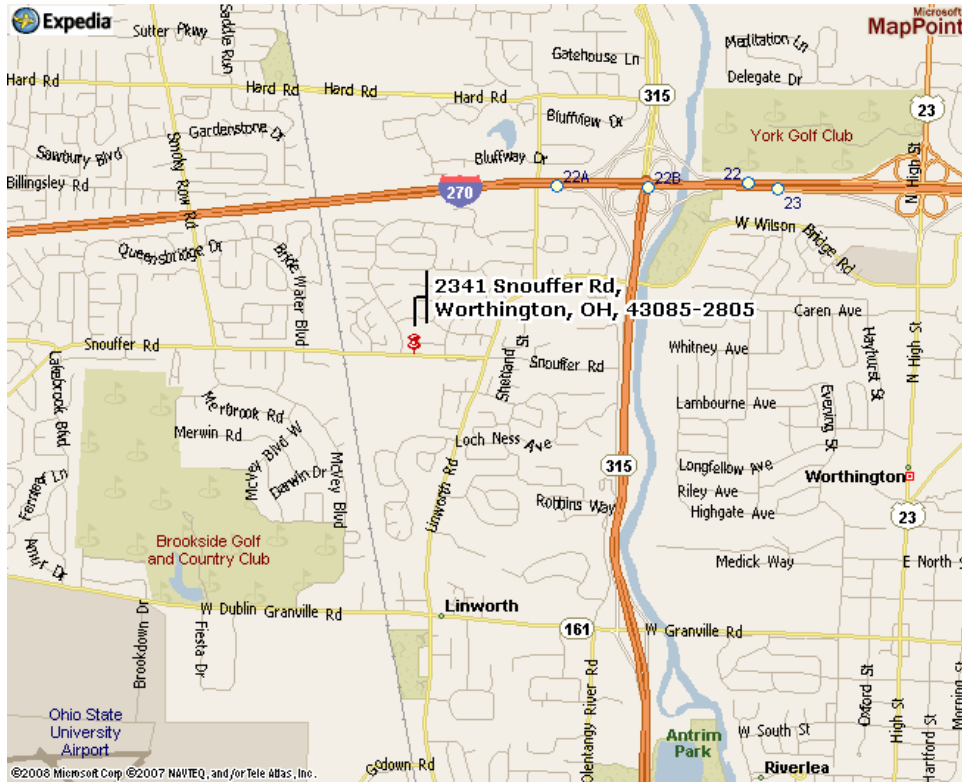 Expedia
Microsoft
MapPoint
Sutter Pkwy
Saddle Run
Gatehouse Ln
Meditation Ln
Delegate Dr
Hard Rd
Hard Rd
Hard Rd
Hard Rd
315
23
Gardenstone Dr
Bluffview Dr
York Golf Club
Sawbury Blvd
Smoky Row Rd
Bluffway Dr
N High St
Billingsley Rd
270
22A
22B
22
23
W Wilson Bridge Rd
Queensbridge Dr
Bride Water Blvd
2341 Snouffer Rd,
Worthington, OH, 43085-2805
Caren Ave
Snouffer Rd
Shetland St
Snouffer Rd
Whitney Ave
Hayhurst St
N High St
Lakebrook Blvd
Merbrook Rd
Merwin Rd
Lambourne Ave
Evening St
McVey Blvd W
Darwin Dr
McVey Blvd
Loch Ness Ave
Linworth Rd
315
Longfellow Ave
Worthington
Fernleaf Ln
Robbins Way
Riley Ave
Highgate Ave
23
Amur Dr
Brookside Golf
and Country Club
Medick Way
E North St
W Dublin Granville Rd
Linworth
161
W Granville Rd
Brookdown Dr
Fiesta Dr
Olentangy River Rd
Oxford St
High St
Hartford St
Morning St
Ohio State
University
Airport
Antrim
Park
W South St
Godown Rd
Riverlea
©2008 Microsoft Corp ©2007 NAVTEQ, and/or Tele Atlas, Inc.